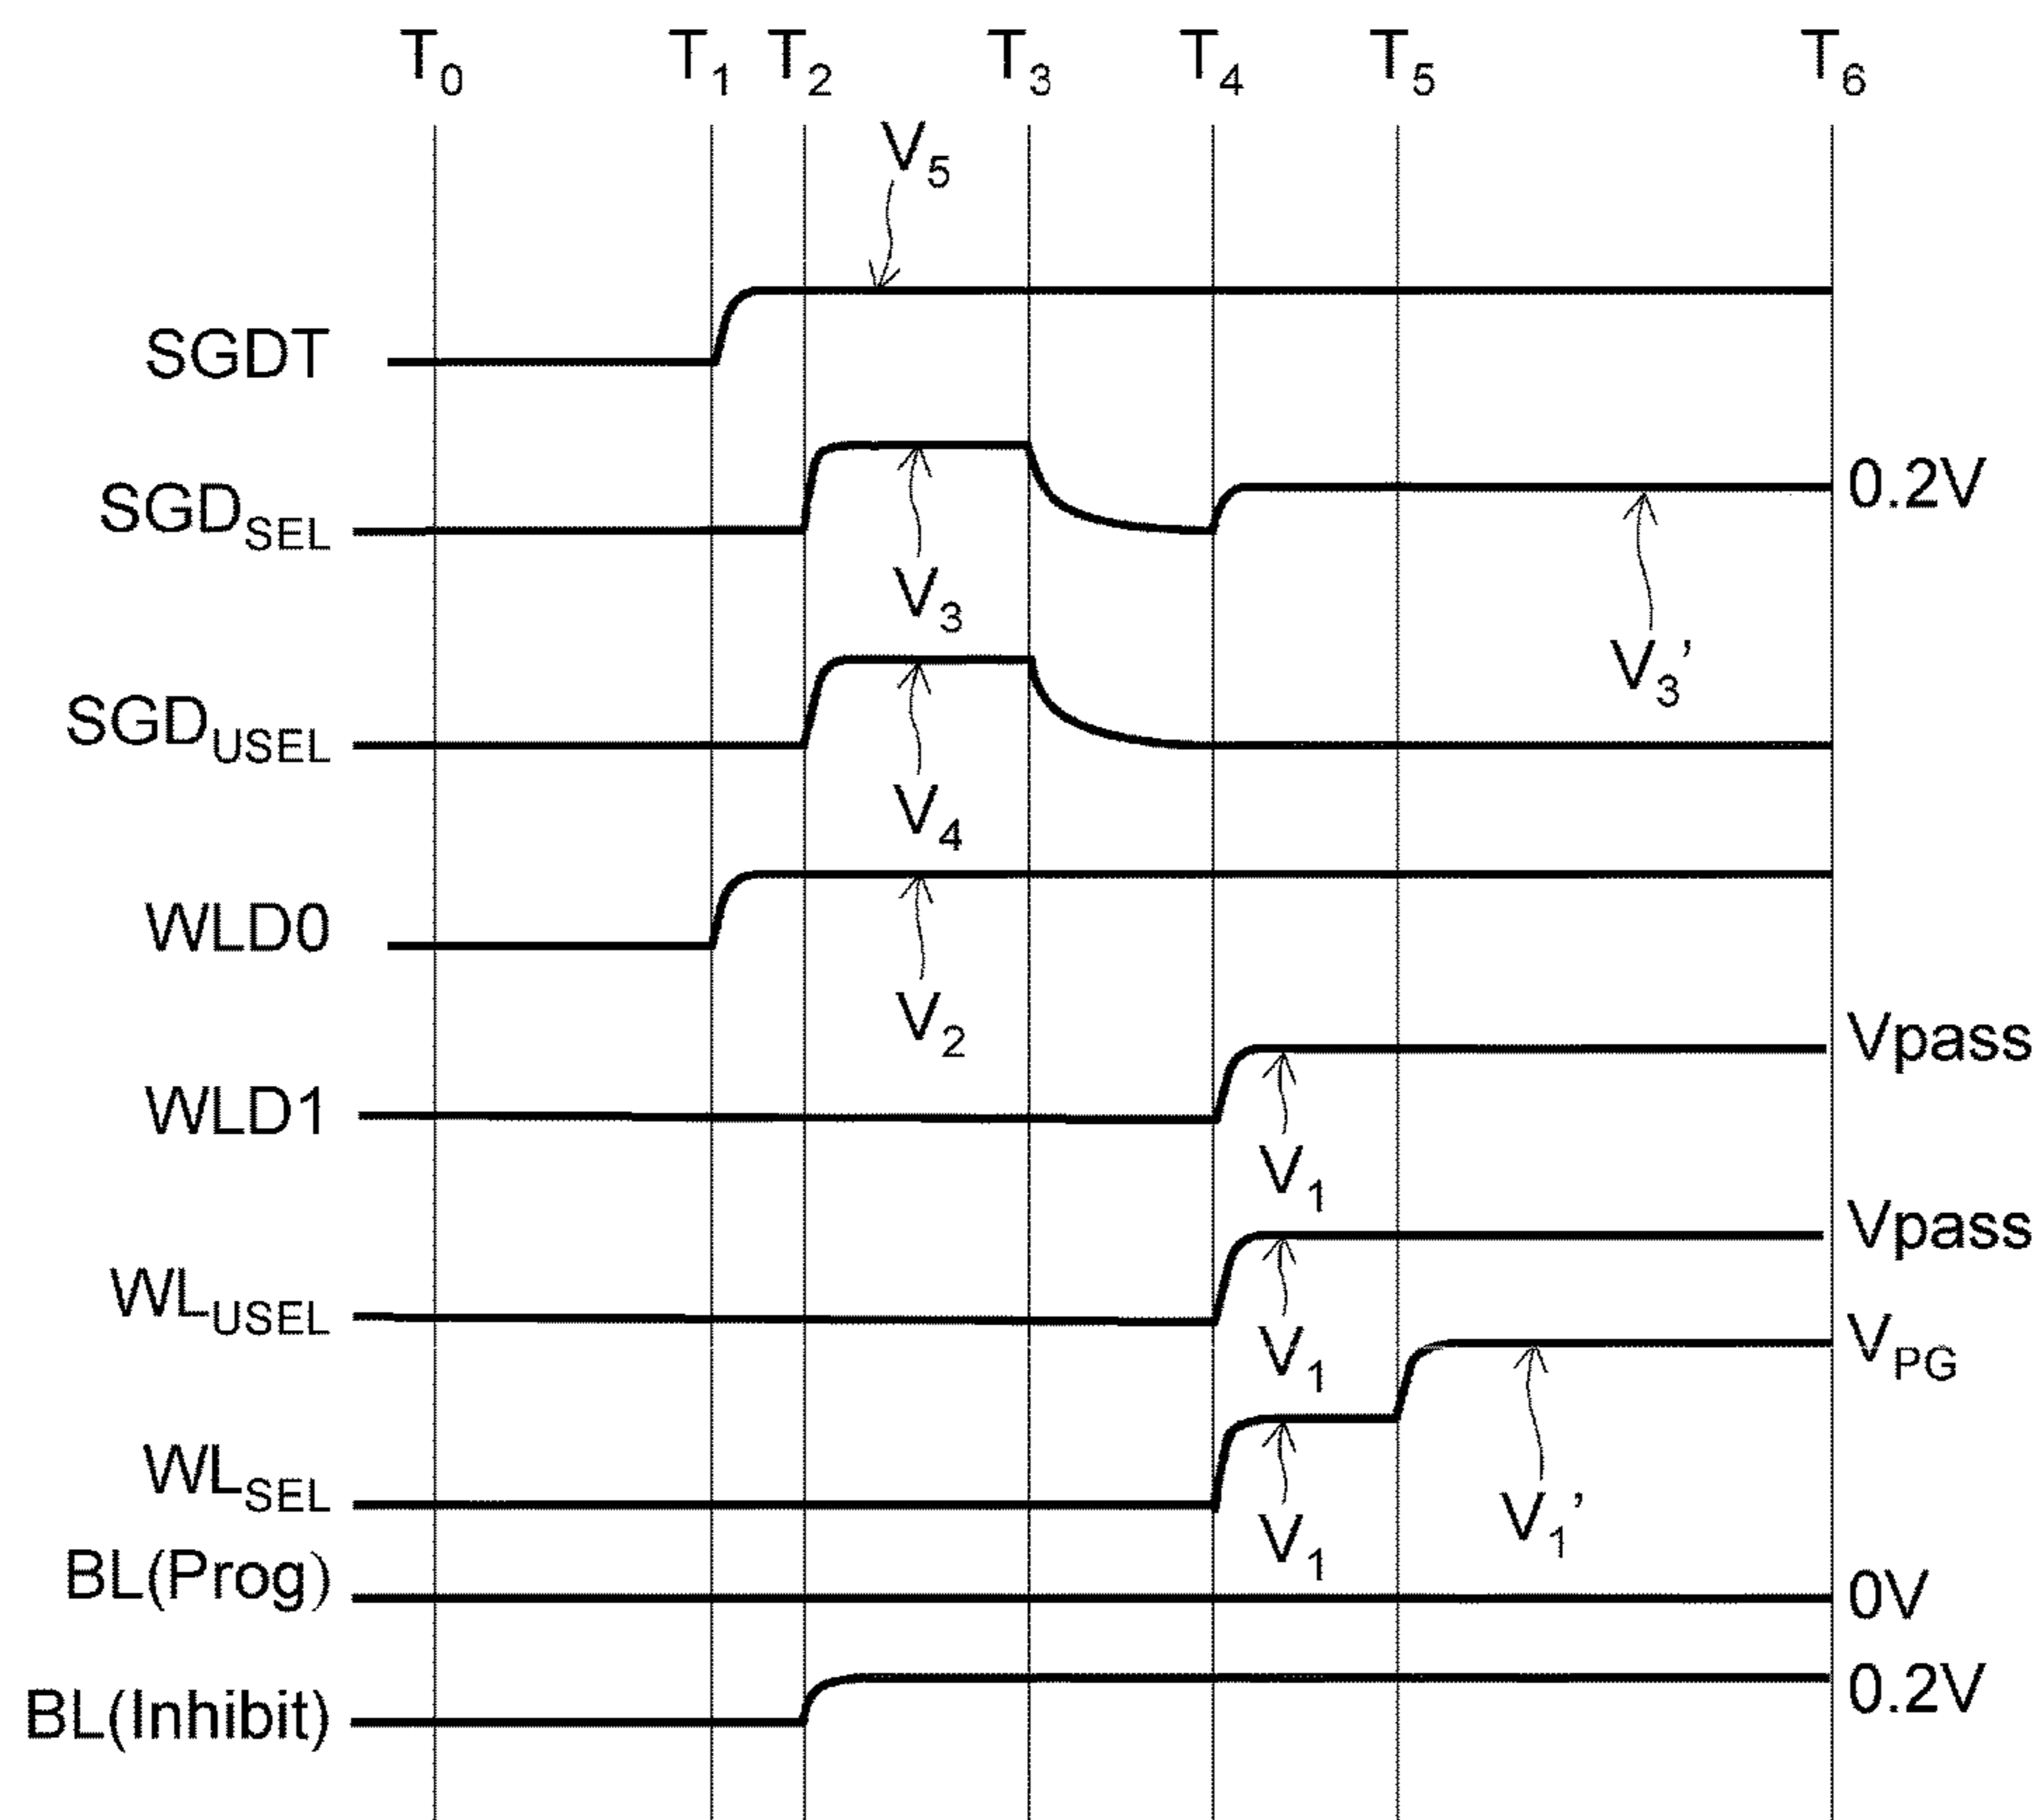 T0 T1 T2 T3 T4 T5 T6
V5
SGDT
SGDSEL 0.2V
V3
V3’
SGDUSEL
V4
WLD0
V2
Vpass
WLD1
V1
Vpass
WLUSEL
V1
VPG
WLSEL
V1’
V1
BL(Prog) 0V
BL(Inhibit) 0.2V